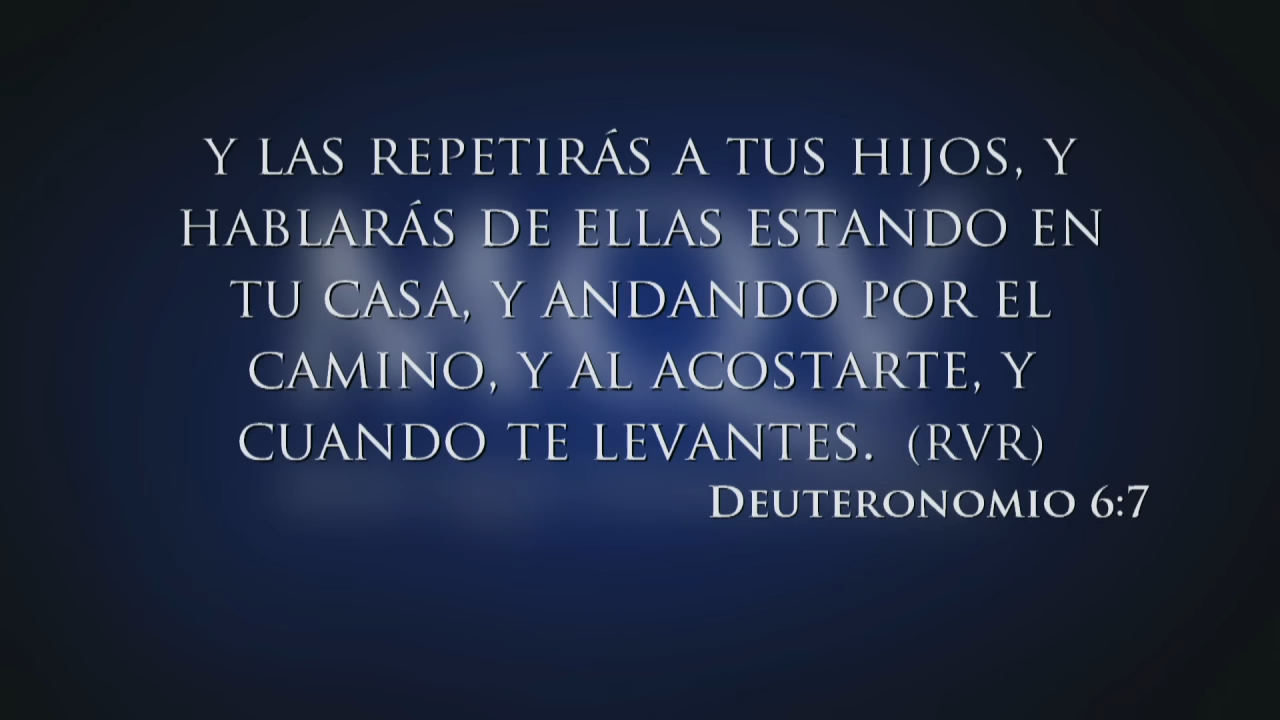 Y LAS REPETIRÁS A TUS HIJOS, Y
HABLARÁS DE ELLAS ESTANDO EN
TU CASA, Y ANDANDO POR EL
CAMINO, Y AL ACOSTARTE, Y
CUANDO TE LEVANTES. (RVR)
DEUTERONOMIO 6:7